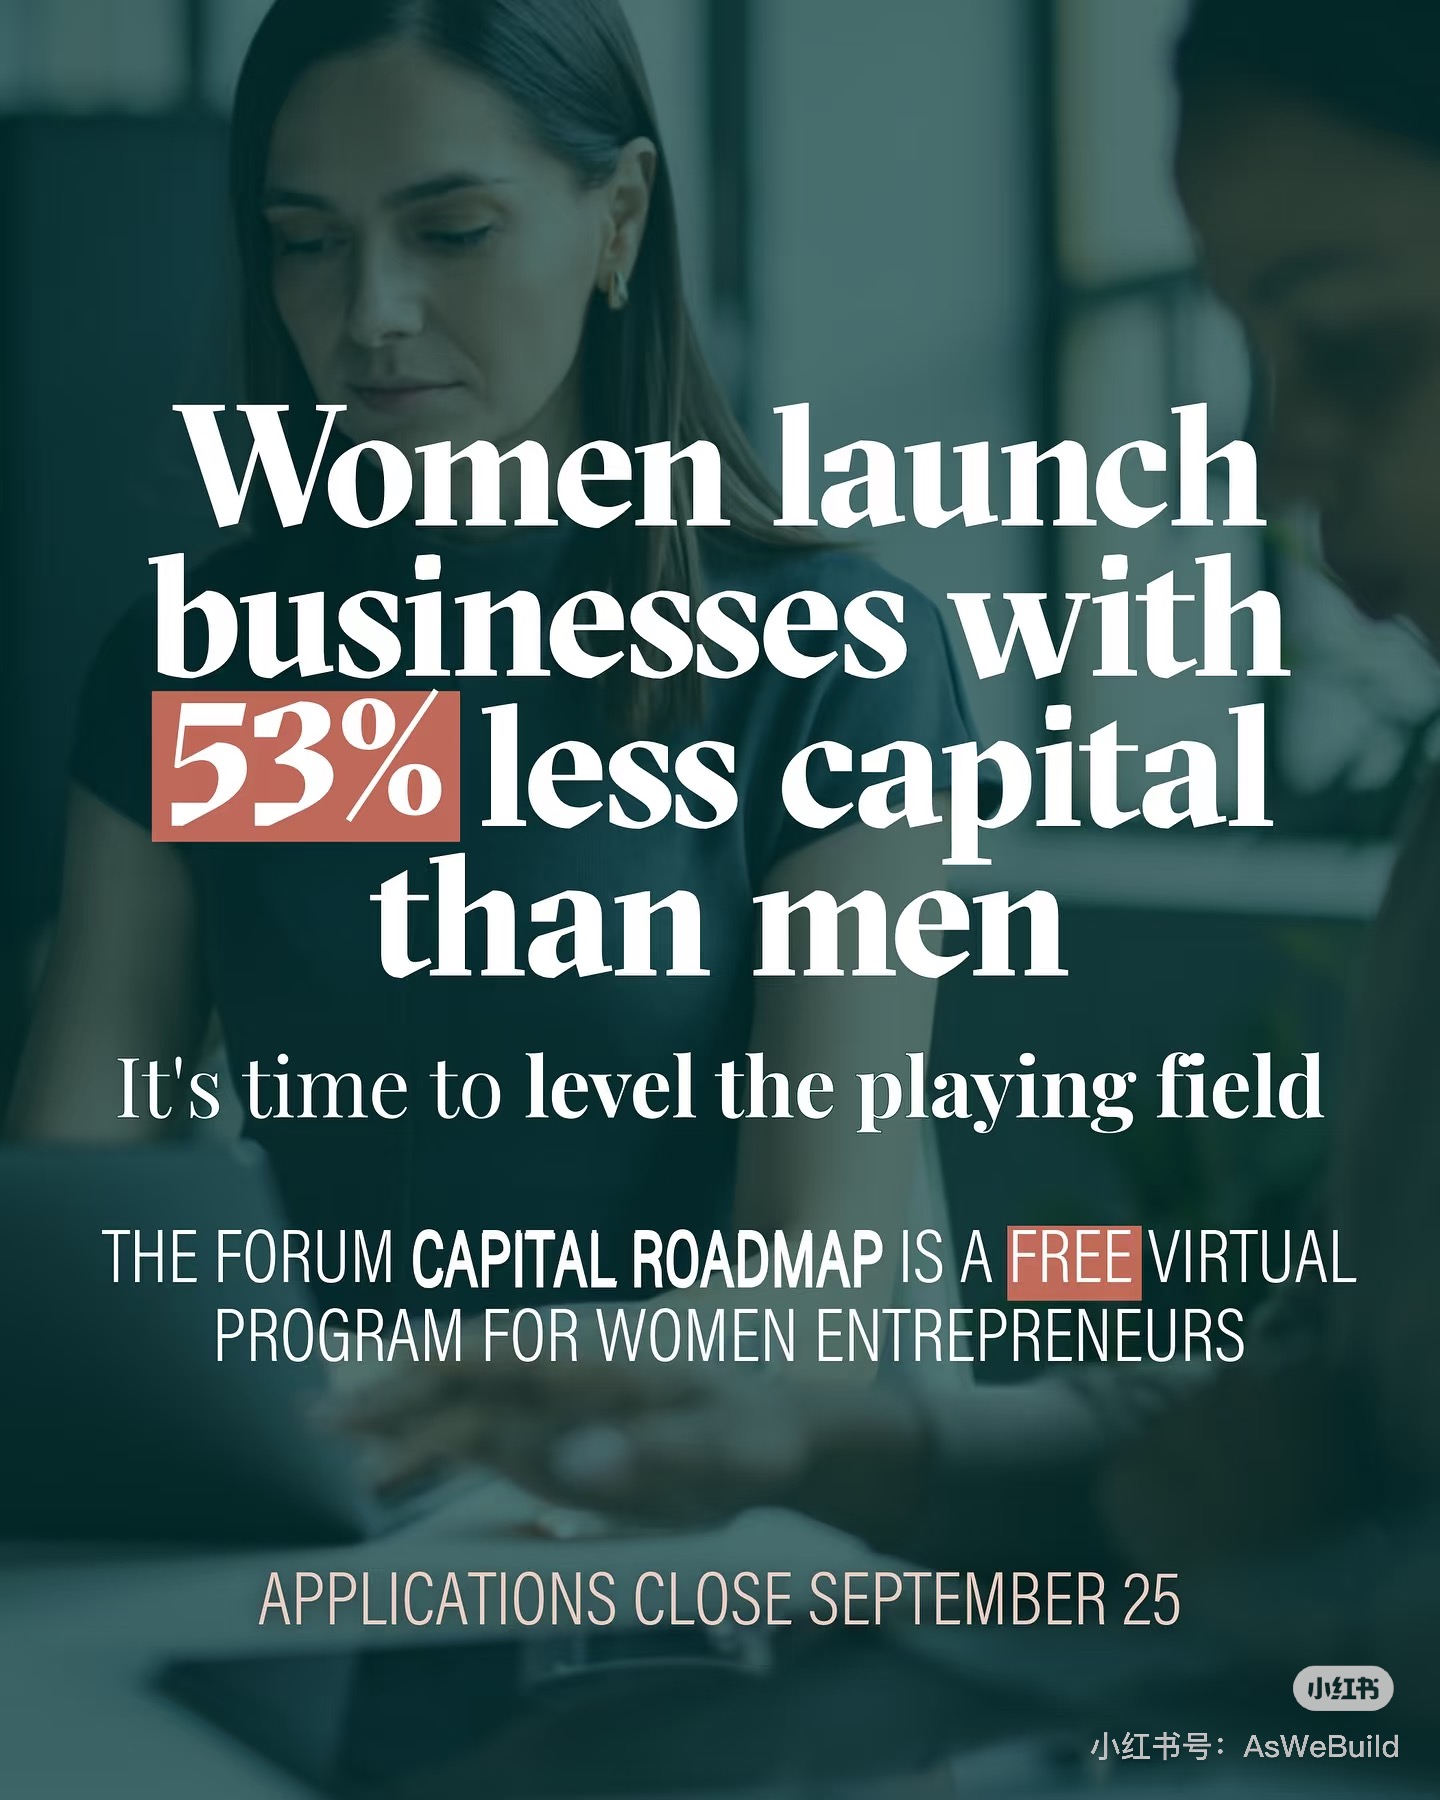 Women launch
businesses with
53% less capital
than men
It's time to level the playing field
THE FORUM CAPITAL ROADMAP IS A FREE VIRTUAL
PROGRAM FOR WOMEN ENTREPRENEURS
APPLICATIONS CLOSE SEPTEMBER 25
小红书
小红书号：AsWeBuild